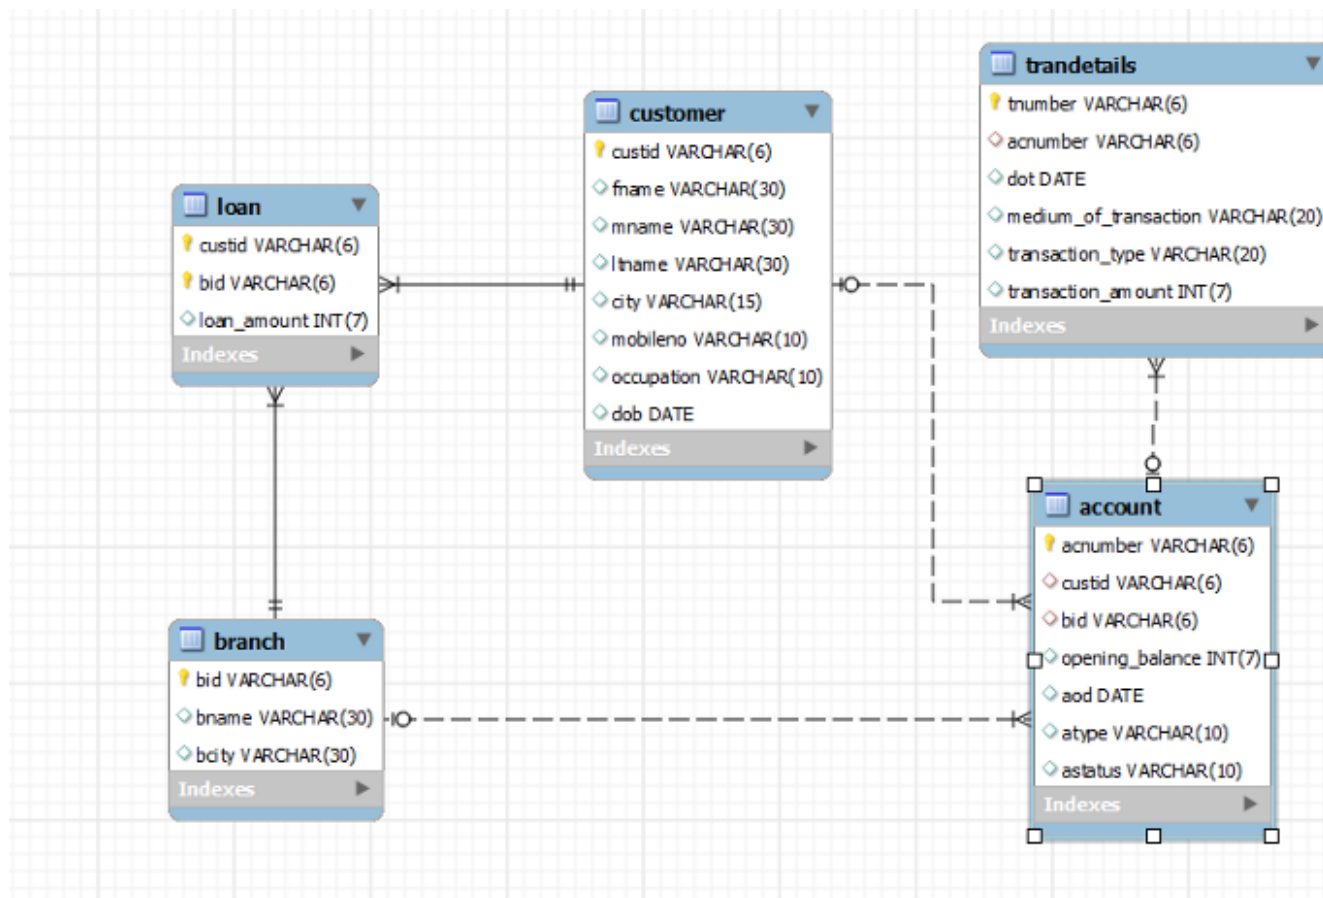 trandetails
tnumber VARCHAR(6)
acnumber VARCHAR(6)
dot DATE
medium_of_transaction VARCHAR(20)
transaction_type VARCHAR(20)
transaction_amount INT(7)
Indexes
customer
custid VARCHAR(6)
fname VARCHAR(30)
mname VARCHAR(30)
ltname VARCHAR(30)
city VARCHAR(15)
mobileno VARCHAR(10)
occupation VARCHAR(10)
dob DATE
Indexes
loan
custid VARCHAR(6)
bid VARCHAR(6)
loan_amount INT(7)
Indexes
account
acnumber VARCHAR(6)
custid VARCHAR(6)
bid VARCHAR(6)
opening_balance INT(7)
aod DATE
atype VARCHAR(10)
astatus VARCHAR(10)
Indexes
branch
bid VARCHAR(6)
bname VARCHAR(30)
bcity VARCHAR(30)
Indexes